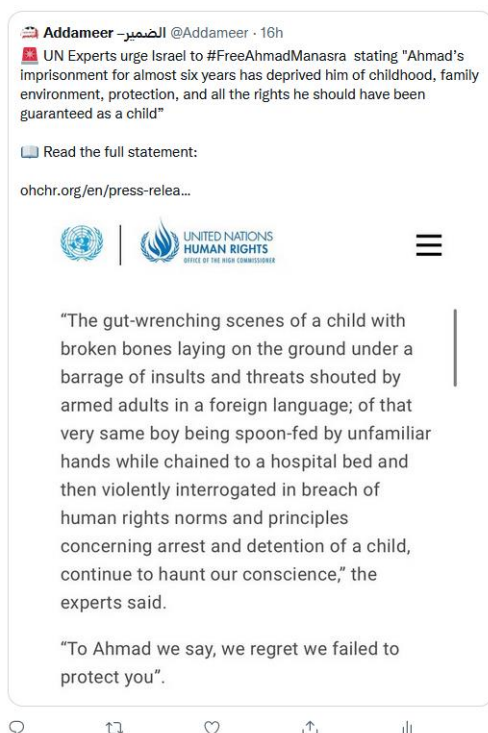 Addameer –الضمير @Addameer · 16h
UN Experts urge Israel to #FreeAhmadManasra stating "Ahmad's
imprisonment for almost six years has deprived him of childhood, family
environment, protection, and all the rights he should have been
guaranteed as a child”
Read the full statement:
ohchr.org/en/press-relea...
UNITED NATIONS
HUMAN RIGHTS
OFFICE OF THE HIGH COMMISSIONER
“The gut-wrenching scenes of a child with
broken bones laying on the ground under a
barrage of insults and threats shouted by
armed adults in a foreign language; of that
very same boy being spoon-fed by unfamiliar
hands while chained to a hospital bed and
then violently interrogated in breach of
human rights norms and principles
concerning arrest and detention of a child,
continue to haunt our conscience,” the
experts said.
“To Ahmad we say, we regret we failed to
protect you”.